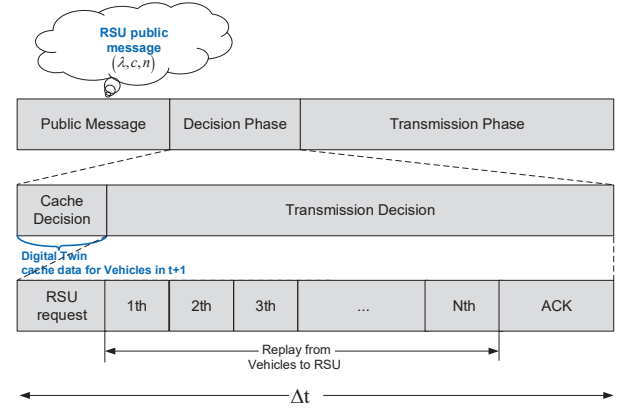 RSU public
message
(λ,c,n)
Public Message
Decision Phase
Transmission Phase
Cache
Decision
Transmission Decision
Digital Twin
cache data for Vehicles in t+1
RSU
request
1th
2th
3th
...
Nth
ACK
Replay from
Vehicles to RSU
Δt